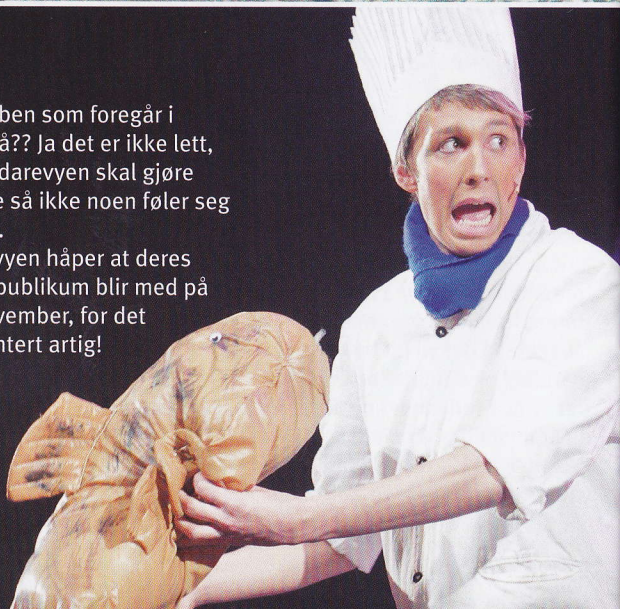 ben som foregår i
å?? Ja det er ikke lett,
darevyen skal gjøre
e så ikke noen føler seg
.
vyen håper at deres
publikum blir med på
vember, for det
ntert artig!